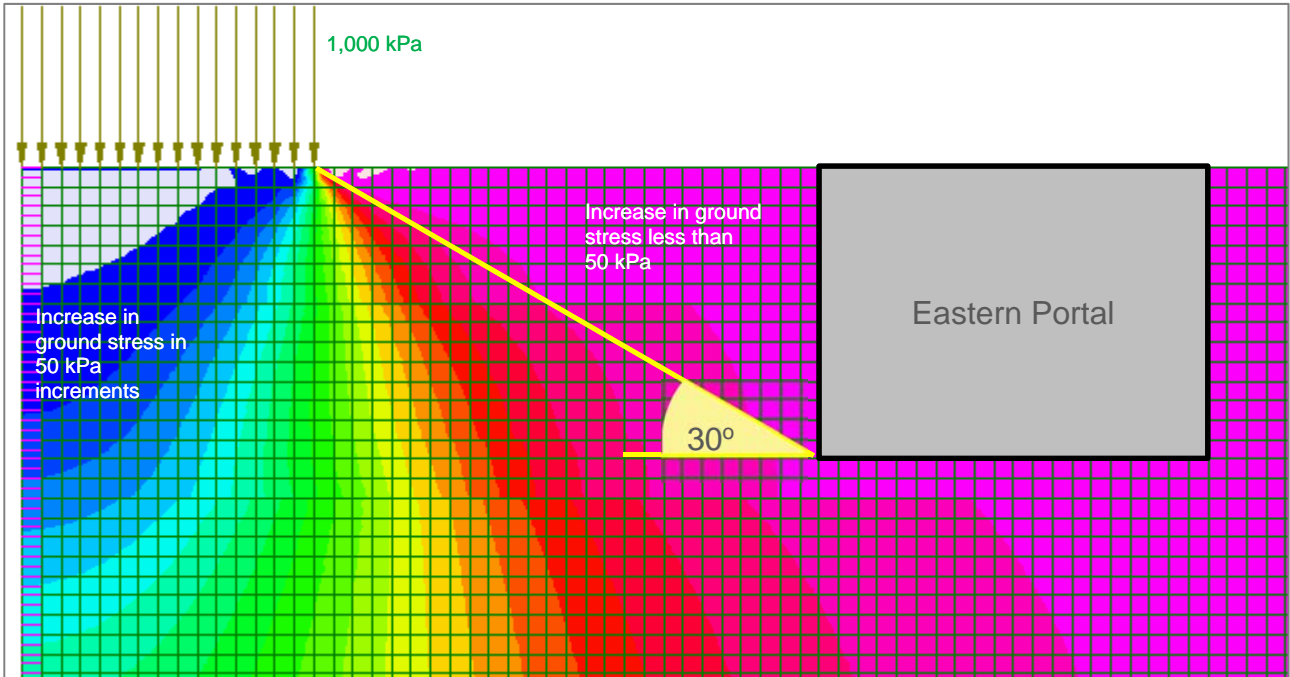 1,000 kPa
Increase in ground
stress less than
50 kPa
Eastern Portal
Increase in
ground stress in
50 kPa
increments
30º